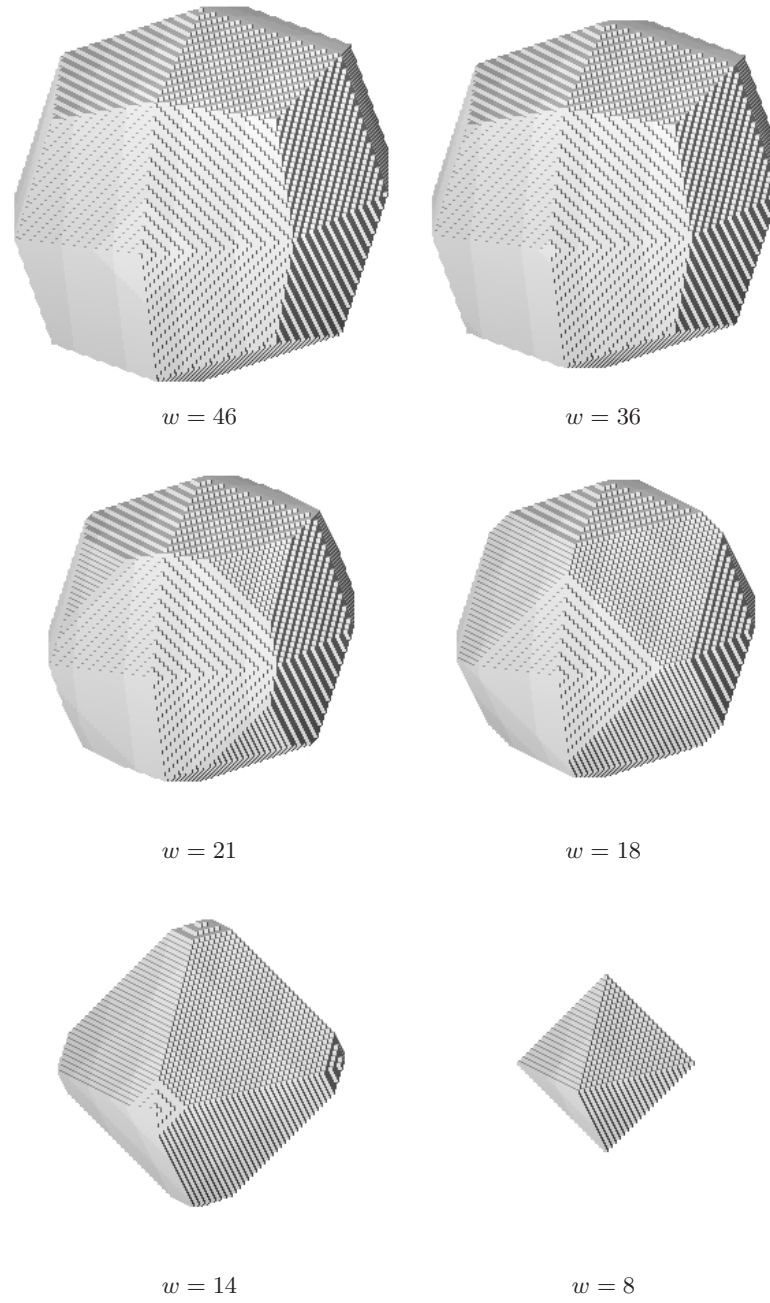 w = 46
w = 36
w = 21
w = 18
w = 14
w = 8